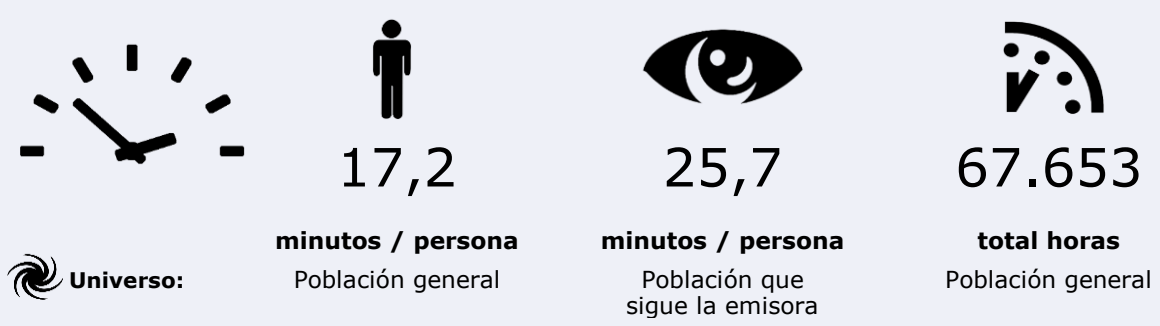 17,2
25,7
67.653
minutos / persona
minutos / persona
total horas
Universo:
Población general
Población que
sigue la emisora
Población general